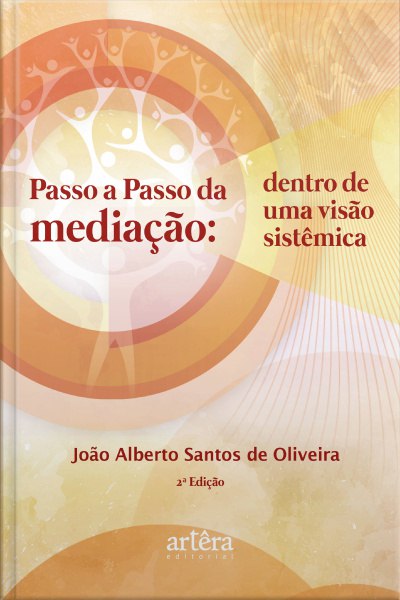 Passo a Passo da
mediação:
dentro de
uma visão
sistêmica
João Alberto Santos de Oliveira
2ª Edição
artêra
editorial